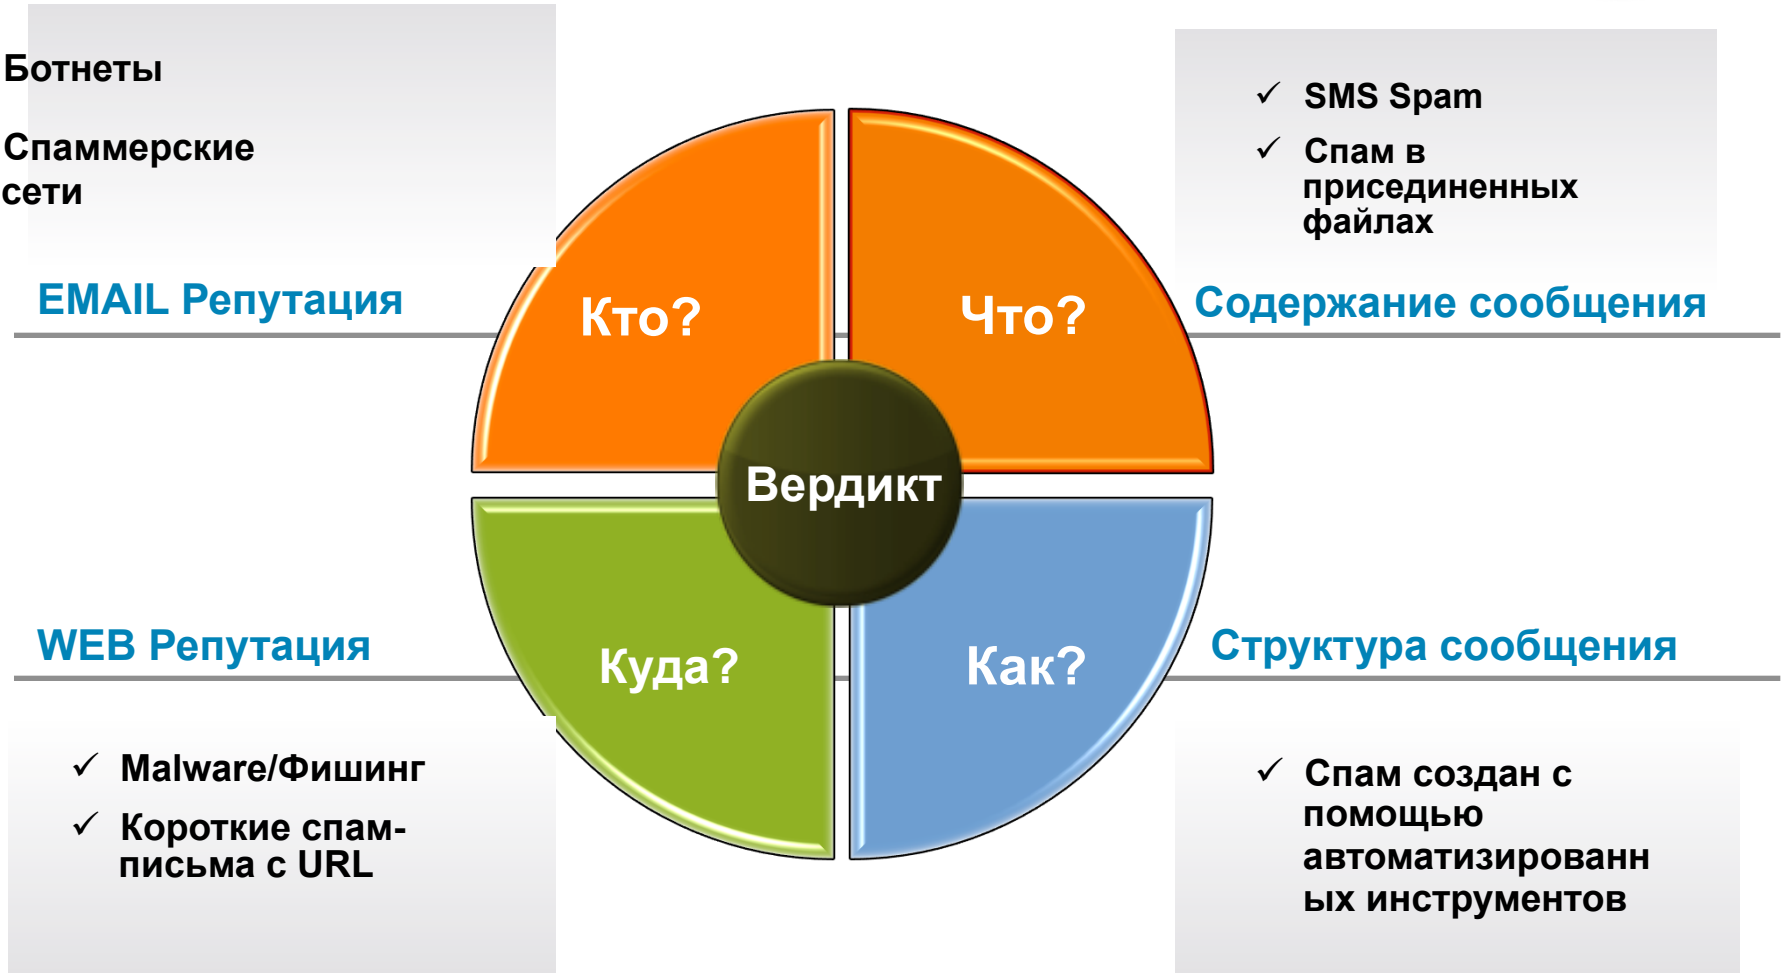 Ботнеты
Спаммерские
сети
EMAIL Репутация
✓ SMS Spam
✓ Спам в
присединенных
файлах
Содержание сообщения
Кто?
Что?
Вердикт
Куда?
Как?
WEB Репутация
✓ Malware/Фишинг
✓ Короткие спам-
письма с URL
Структура сообщения
✓ Спам создан с
помощью
автоматизированн
ых инструментов